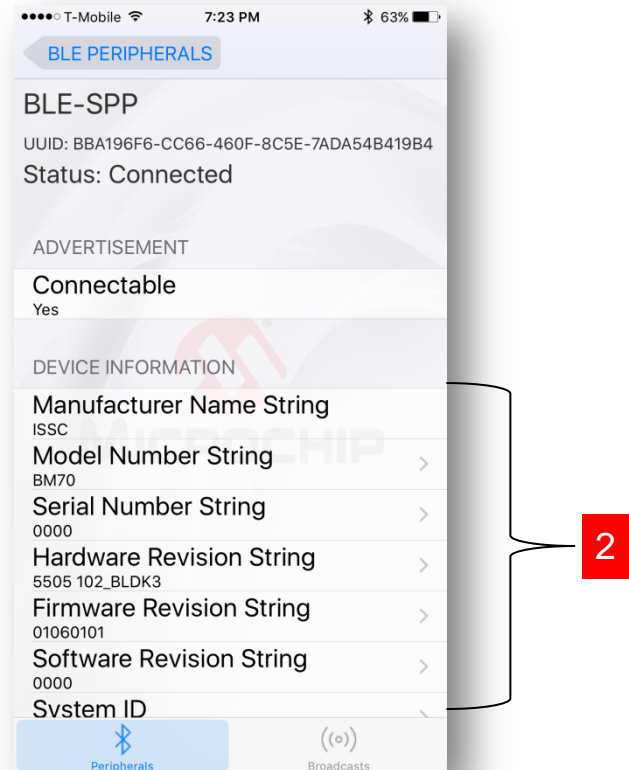 T-Mobile 7:23 PM 63%
BLE PERIPHERALS
BLE-SPP
UUID: BBA196F6-CC66-460F-8C5E-7ADA54B419B4
Status: Connected
ADVERTISEMENT
Connectable
Yes
DEVICE INFORMATION
Manufacturer Name String
ISSC
MICROCHIP
Model Number String
BM70
Serial Number String
0000
Hardware Revision String
5505 102_BLDK3
2
Firmware Revision String
01060101
Software Revision String
0000
System ID
Peripherals
Broadcasts